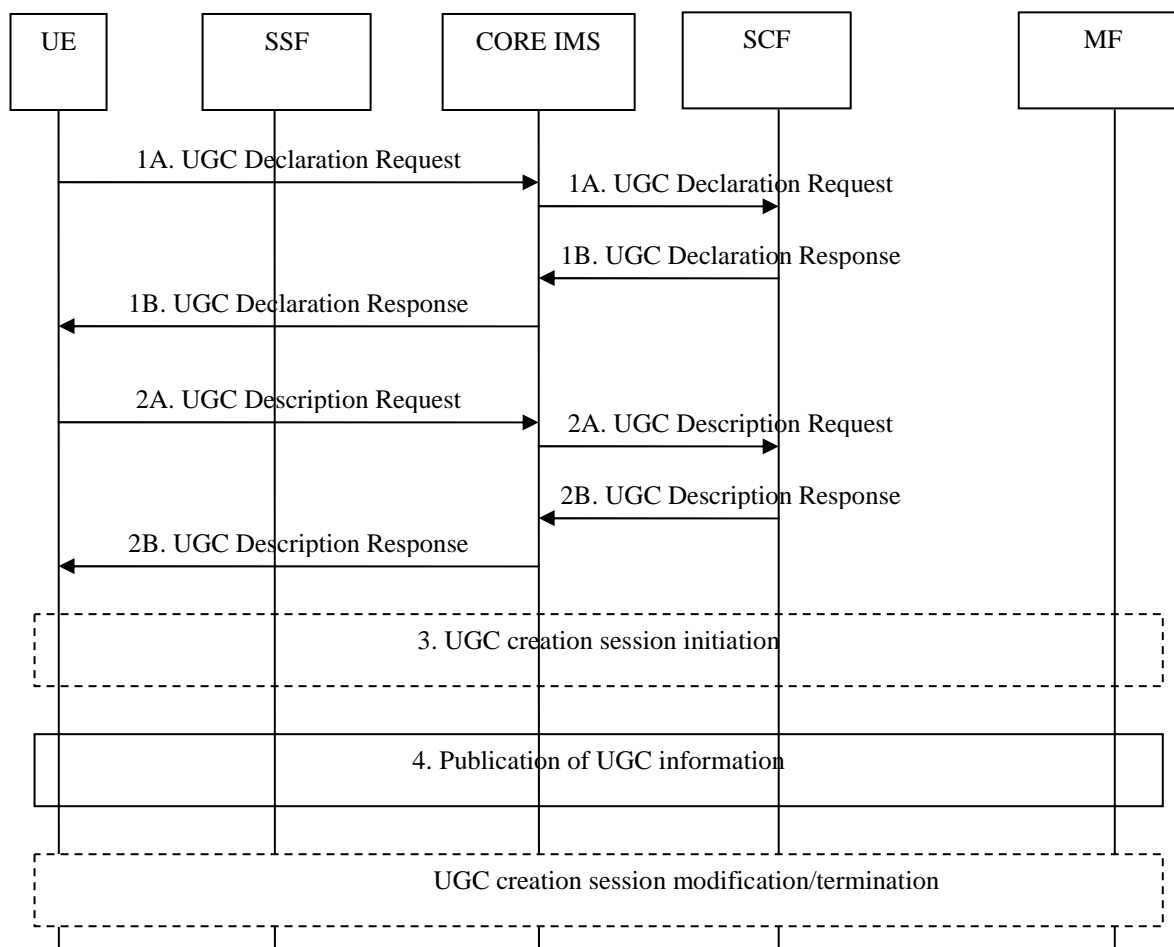 UE
SSF
CORE IMS
SCF
MF
1A. UGC Declaration Request
1A. UGC Declaration Request
1B. UGC Declaration Response
1B. UGC Declaration Response
2A. UGC Description Request
2A. UGC Description Request
2B. UGC Description Response
2B. UGC Description Response
3. UGC creation session initiation
4. Publication of UGC information
UGC creation session modification/termination